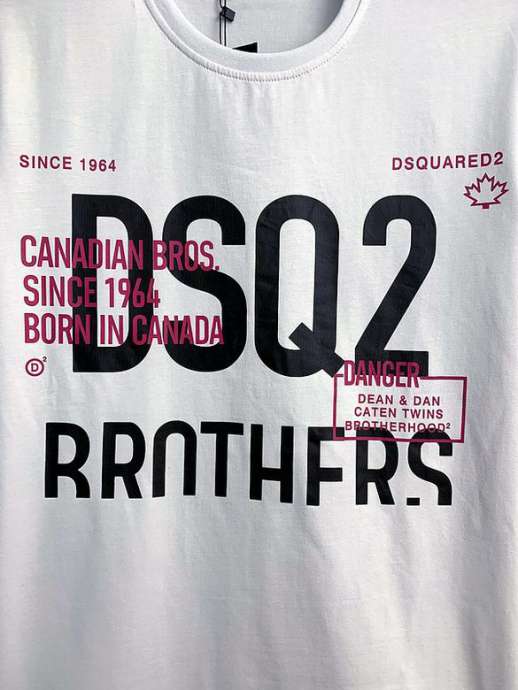 SINCE 1964
DSQUARED2
DSQ2
CANADIAN BROS.
SINCE 1964
BORN IN CANADA
D²
DANGER
DEAN & DAN
CATEN TWINS
BROTHERHOOD²
BROTHERS